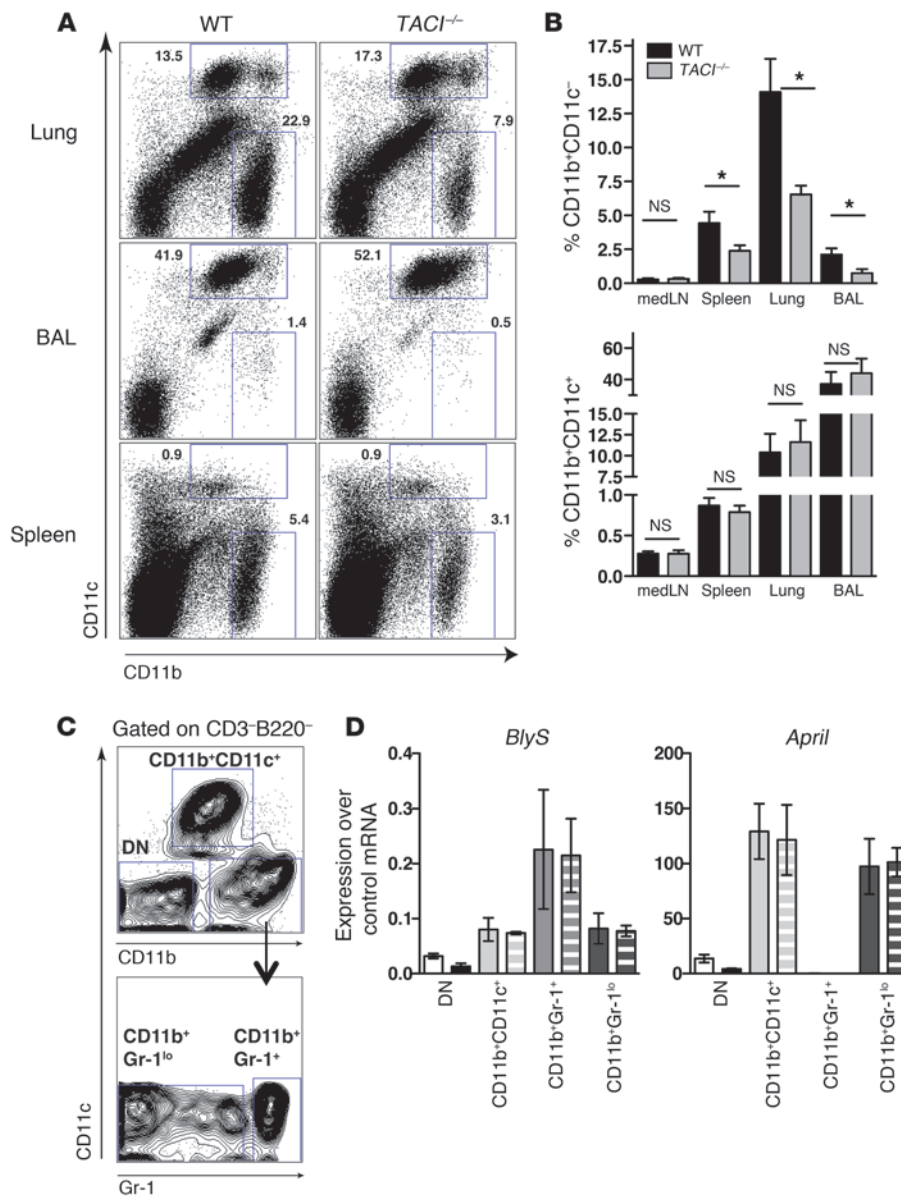 A
WT
TACI–/–
Lung
13.5
22.9
17.3
7.9
BAL
41.9
1.4
52.1
0.5
Spleen
0.9
5.4
0.9
3.1
CD11c
CD11b
B
% CD11b+CD11c–
17.5
15.0
12.5
10.0
7.5
5.0
2.5
0
WT
TACI–/–
NS
*
*
*
medLN
Spleen
Lung
BAL
% CD11b+CD11c+
60
40
15.0
12.5
10.0
7.5
1.0
0.5
0.0
NS
NS
NS
NS
medLN
Spleen
Lung
BAL
C
Gated on CD3–B220–
CD11b+CD11c+
DN
CD11b
CD11b+
Gr-1lo
CD11b+
Gr-1+
CD11c
Gr-1
D
BlyS
Expression over
control mRNA
0.4
0.3
0.2
0.1
0.0
DN
CD11b+CD11c+
CD11b+Gr-1+
CD11b+Gr-1lo
April
200
150
100
50
0
DN
CD11b+CD11c+
CD11b+Gr-1+
CD11b+Gr-1lo